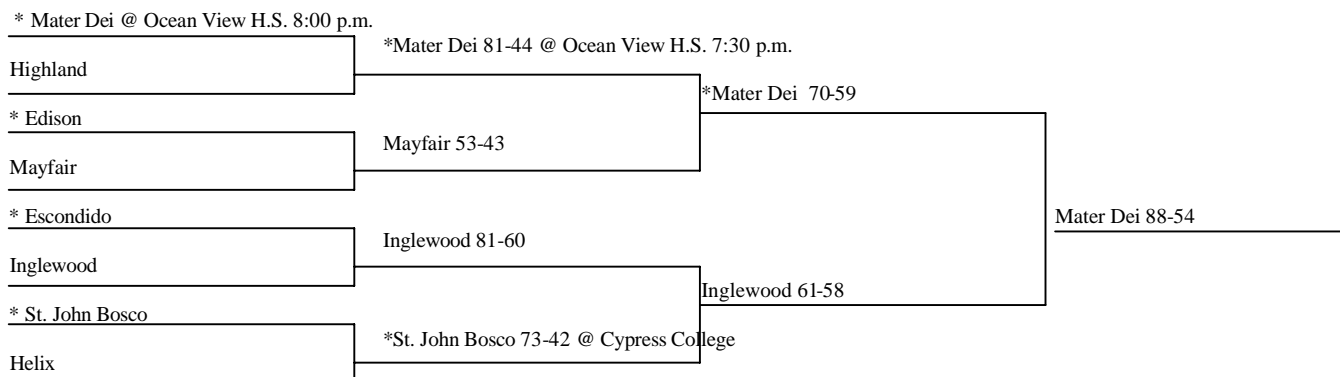 * Mater Dei @ Ocean View H.S. 8:00 p.m.
*Mater Dei 81-44 @ Ocean View H.S. 7:30 p.m.
Highland
*Mater Dei 70-59
* Edison
Mayfair 53-43
Mayfair
* Escondido
Mater Dei 88-54
Inglewood 81-60
Inglewood
Inglewood 61-58
* St. John Bosco
*St. John Bosco 73-42 @ Cypress College
Helix